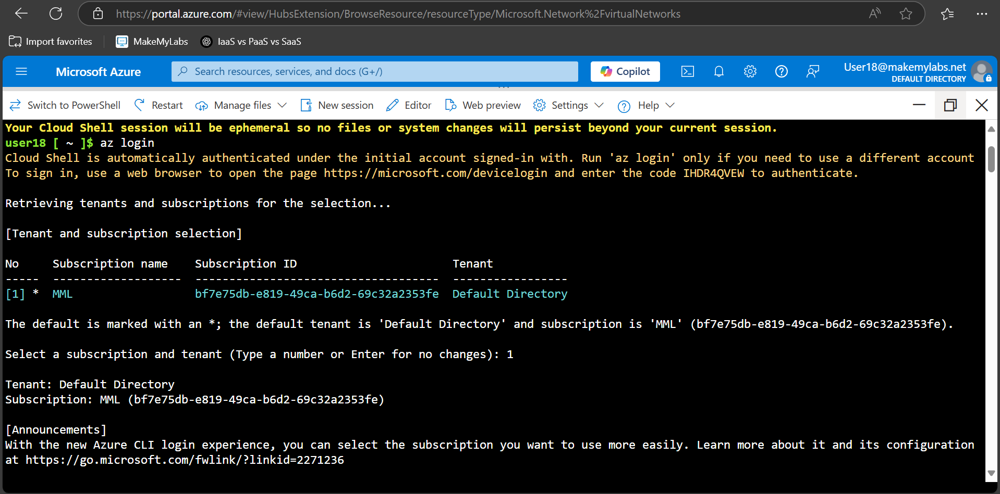 https://portal.azure.com/#view/HubsExtension/BrowseResource/resourceType/Microsoft.Network%2FvirtualNetworks
Import favorites MakeMyLabs IaaS vs PaaS vs SaaS
Microsoft Azure Search resources, services, and docs (G+/) Copilot User18@makemylabs.net
DEFAULT DIRECTORY
Switch to PowerShell Restart Manage files New session Editor Web preview Settings Help
Your Cloud Shell session will be ephemeral so no files or system changes will persist beyond your current session.
user18 [ ~ ]$ az login
Cloud Shell is automatically authenticated under the initial account signed-in with. Run 'az login' only if you need to use a different account
To sign in, use a web browser to open the page https://microsoft.com/devicelogin and enter the code IHDR4QVEW to authenticate.
Retrieving tenants and subscriptions for the selection...
[Tenant and subscription selection]
No Subscription name Subscription ID Tenant
----- ------------------- ------------------------------------ -----------------
[1] * MML bf7e75db-e819-49ca-b6d2-69c32a2353fe Default Directory
The default is marked with an *; the default tenant is 'Default Directory' and subscription is 'MML' (bf7e75db-e819-49ca-b6d2-69c32a2353fe).
Select a subscription and tenant (Type a number or Enter for no changes): 1
Tenant: Default Directory
Subscription: MML (bf7e75db-e819-49ca-b6d2-69c32a2353fe)
[Announcements]
With the new Azure CLI login experience, you can select the subscription you want to use more easily. Learn more about it and its configuration
at https://go.microsoft.com/fwlink/?linkid=2271236